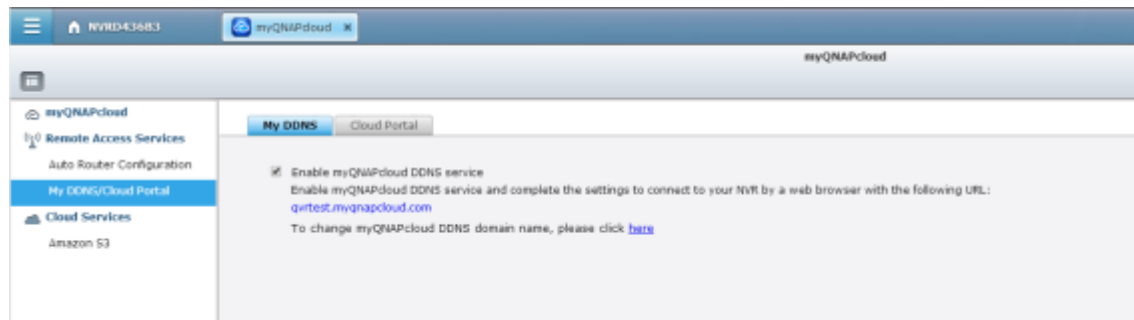 NVRD43683
myQNAPcloud
myQNAPcloud
myQNAPcloud
Remote Access Services
Auto Router Configuration
My DDNS/Cloud Portal
Cloud Services
Amazon S3
My DDNS
Cloud Portal
Enable myQNAPcloud DDNS service
Enable myQNAPcloud DDNS service and complete the settings to connect to your NVR by a web browser with the following URL:
qvrtest.myqnapcloud.com
To change myQNAPcloud DDNS domain name, please click here